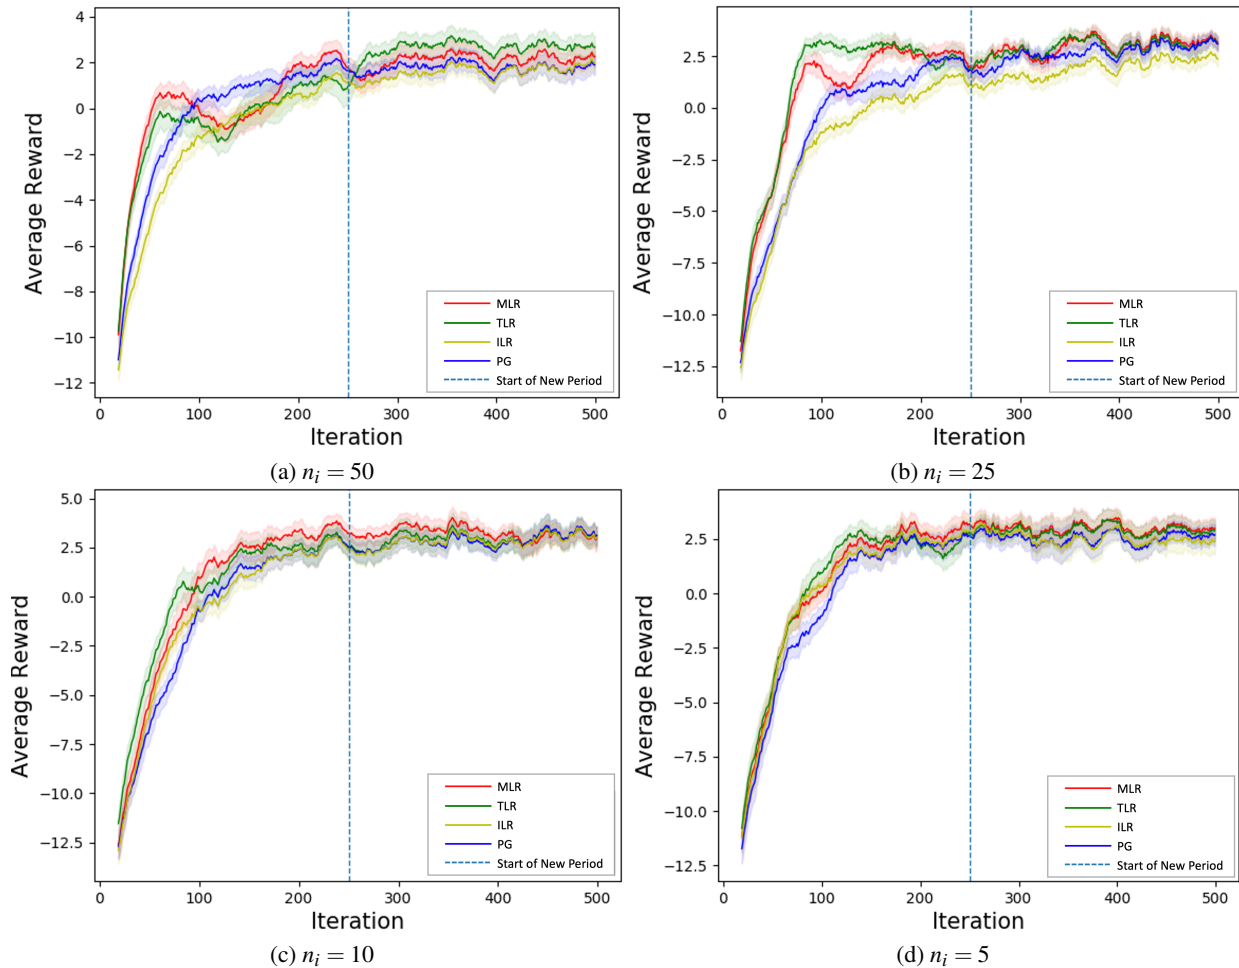 4
2
0
−2
−4
−6
−8
−10
−12
Average Reward
MLR
TLR
ILR
PG
Start of New Period
0 100 200 300 400 500
Iteration
(a) nᵢ = 50
2.5
0.0
−2.5
−5.0
−7.5
−10.0
−12.5
Average Reward
MLR
TLR
ILR
PG
Start of New Period
0 100 200 300 400 500
Iteration
(b) nᵢ = 25
5.0
2.5
0.0
−2.5
−5.0
−7.5
−10.0
−12.5
Average Reward
MLR
TLR
ILR
PG
Start of New Period
0 100 200 300 400 500
Iteration
(c) nᵢ = 10
2.5
0.0
−2.5
−5.0
−7.5
−10.0
−12.5
Average Reward
MLR
TLR
ILR
PG
Start of New Period
0 100 200 300 400 500
Iteration
(d) nᵢ = 5